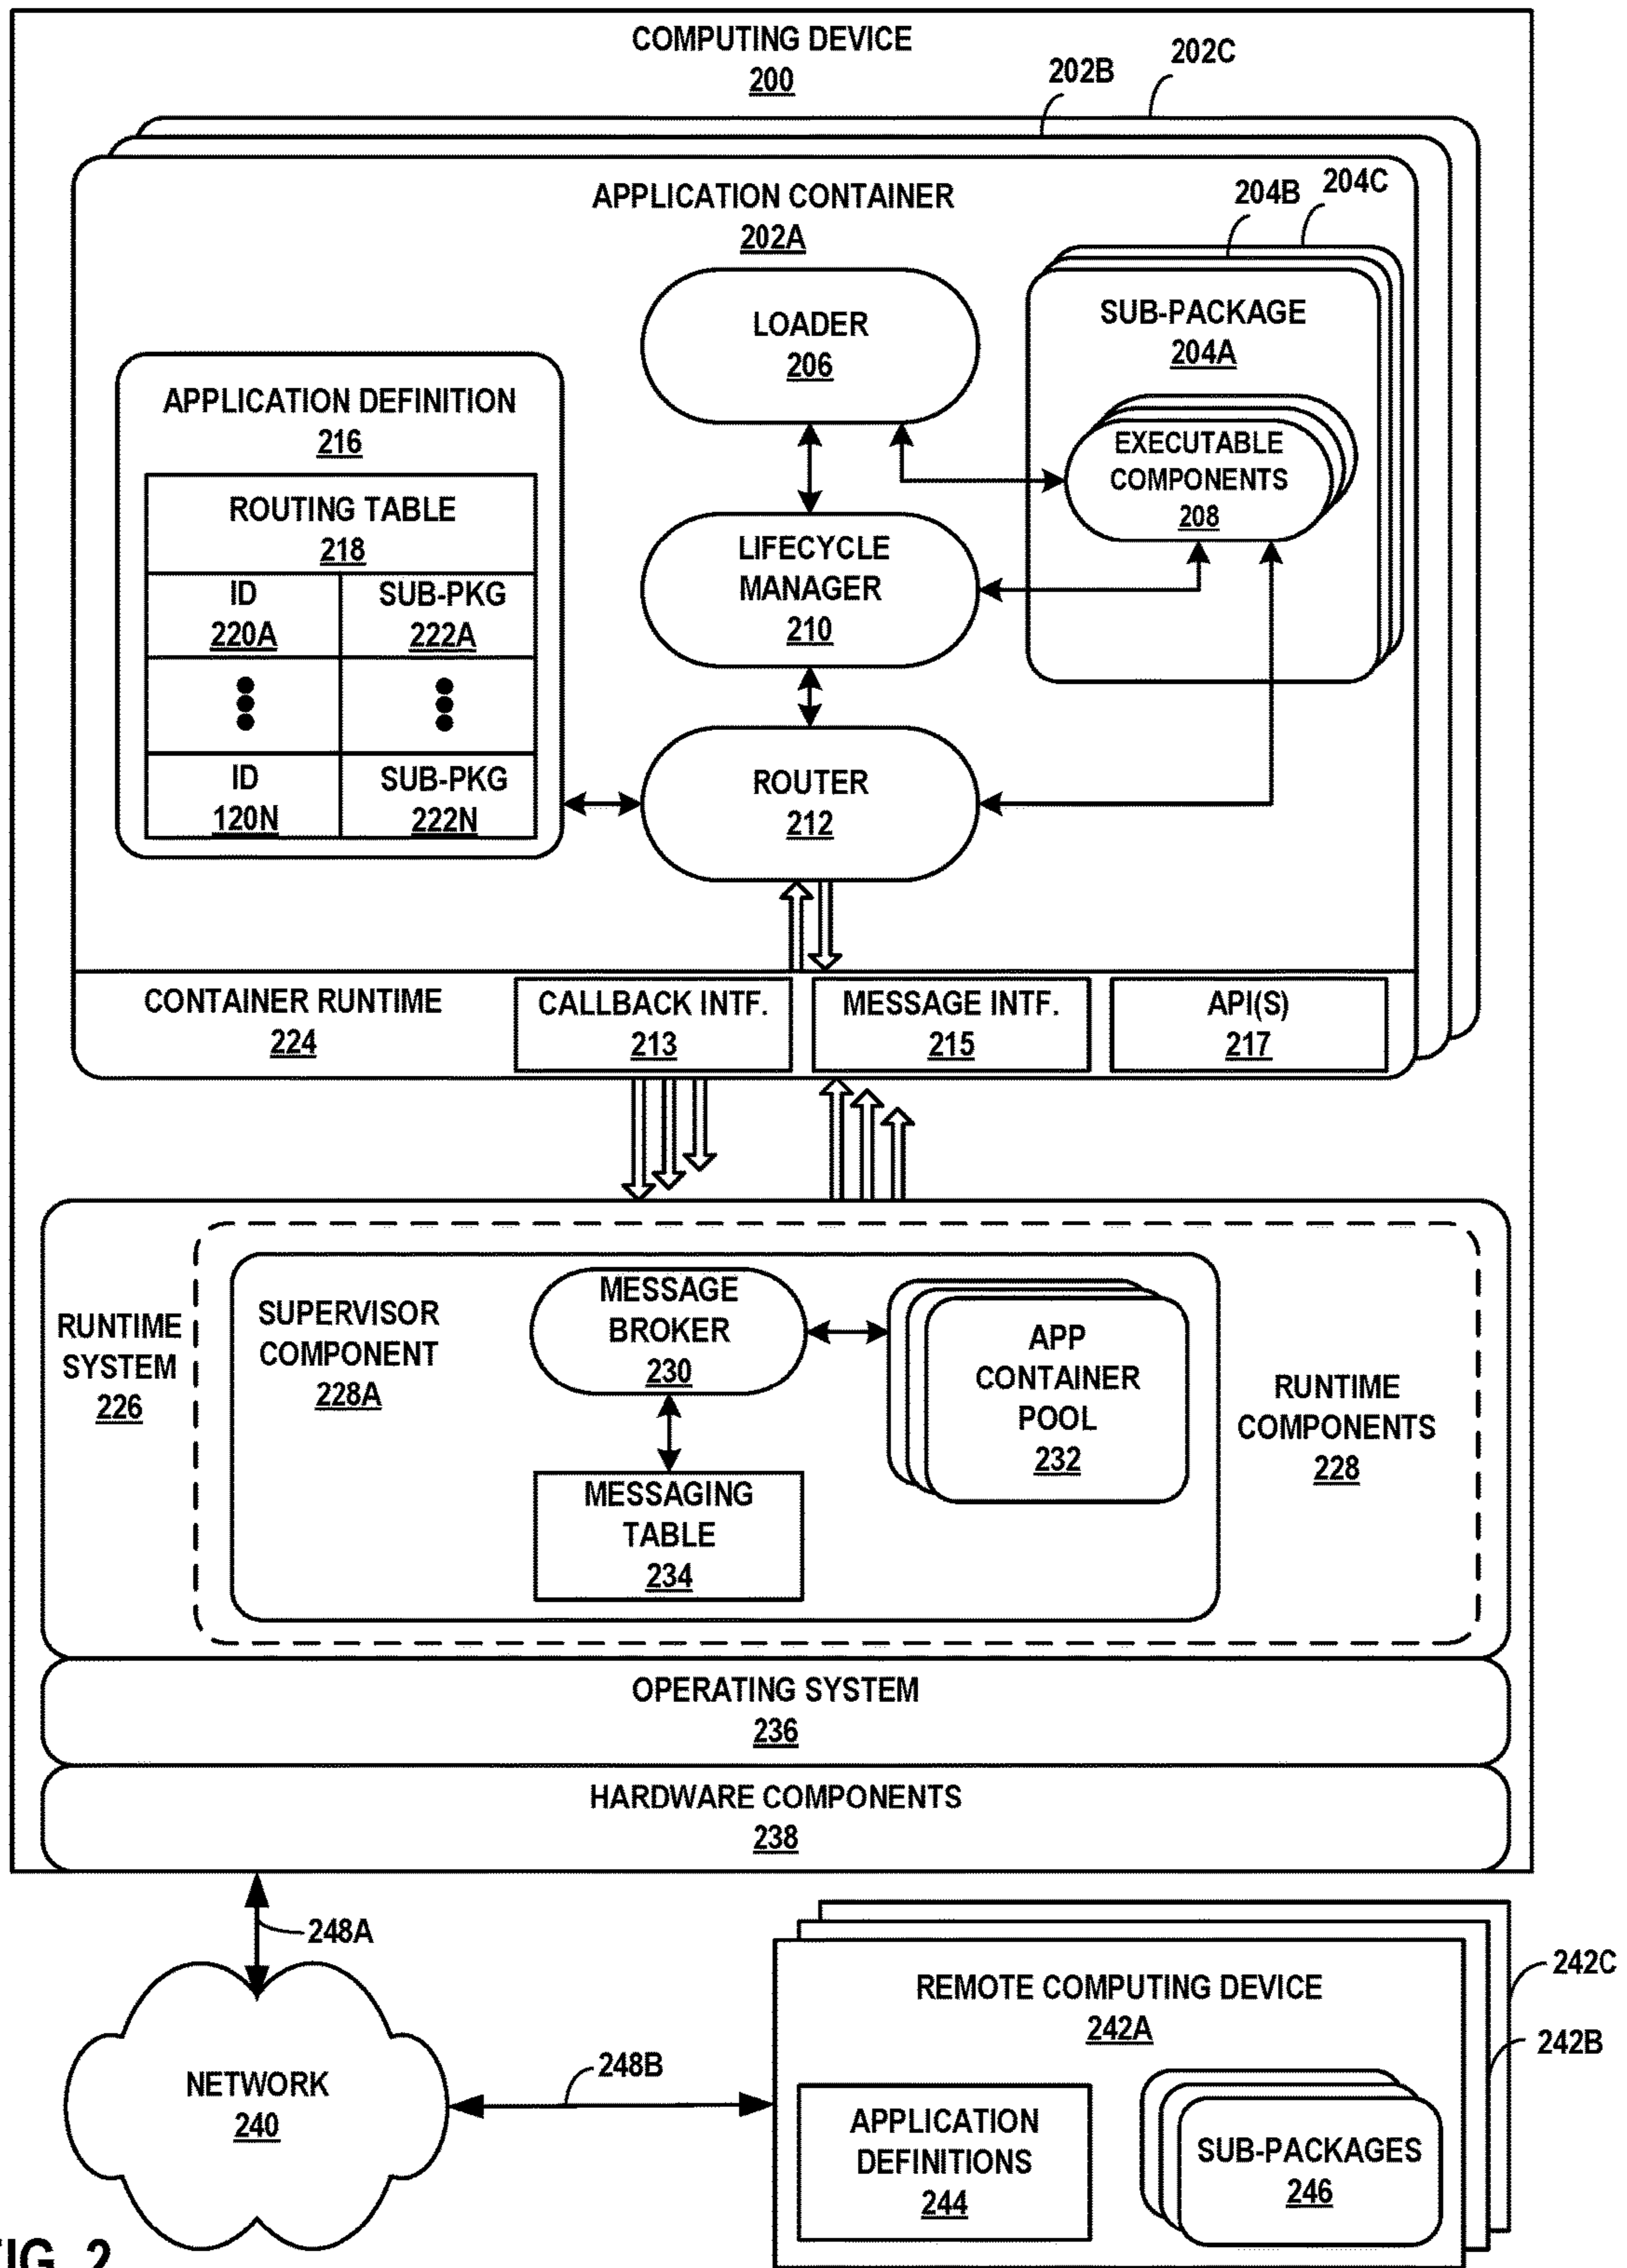 COMPUTING DEVICE
200
202C
202B
APPLICATION CONTAINER
202A
204C
204B
LOADER
206
SUB-PACKAGE
204A
EXECUTABLE
COMPONENTS
208
APPLICATION DEFINITION
216
ROUTING TABLE
218
ID
220A
SUB-PKG
222A
ID
120N
SUB-PKG
222N
LIFECYCLE
MANAGER
210
ROUTER
212
CONTAINER RUNTIME
224
CALLBACK INTF.
213
MESSAGE INTF.
215
API(S)
217
RUNTIME
SYSTEM
226
SUPERVISOR
COMPONENT
228A
MESSAGE
BROKER
230
APP
CONTAINER
POOL
232
MESSAGING
TABLE
234
RUNTIME
COMPONENTS
228
OPERATING SYSTEM
236
HARDWARE COMPONENTS
238
248A
NETWORK
240
248B
REMOTE COMPUTING DEVICE
242A
242C
242B
APPLICATION
DEFINITIONS
244
SUB-PACKAGES
246
FIG. 2